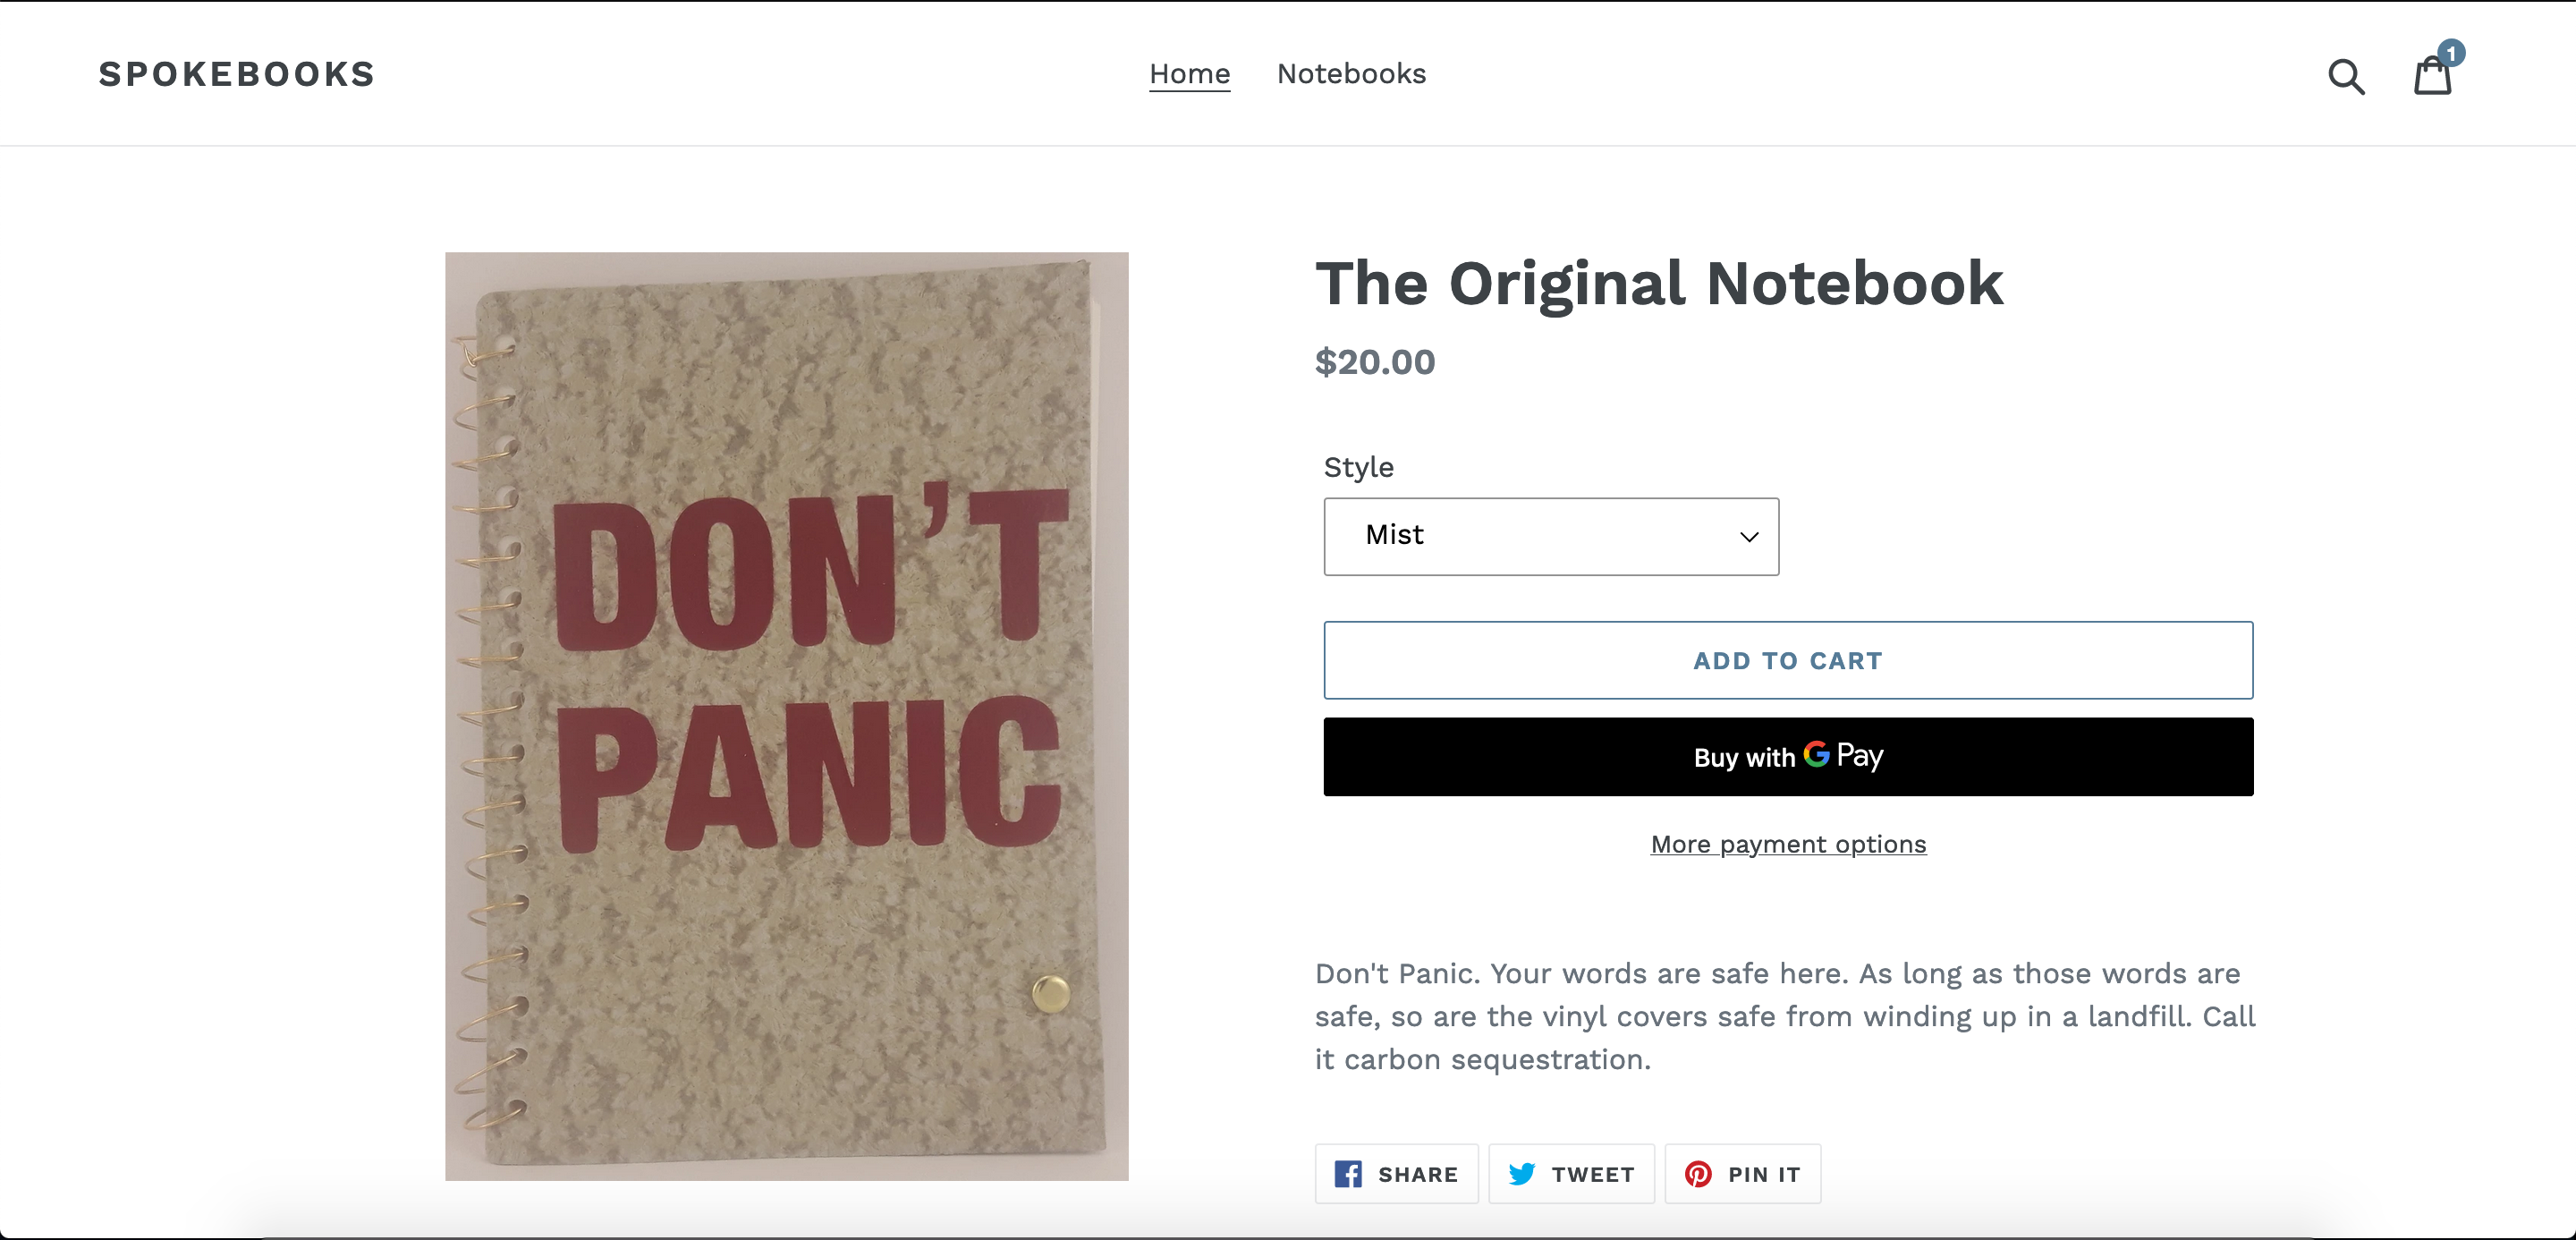 SPOKEBOOKS
Home
Notebooks
1
DON'T
PANIC
The Original Notebook
$20.00
Style
Mist
ADD TO CART
Buy with G Pay
More payment options
Don't Panic. Your words are safe here. As long as those words are
safe, so are the vinyl covers safe from winding up in a landfill. Call
it carbon sequestration.
SHARE
TWEET
PIN IT